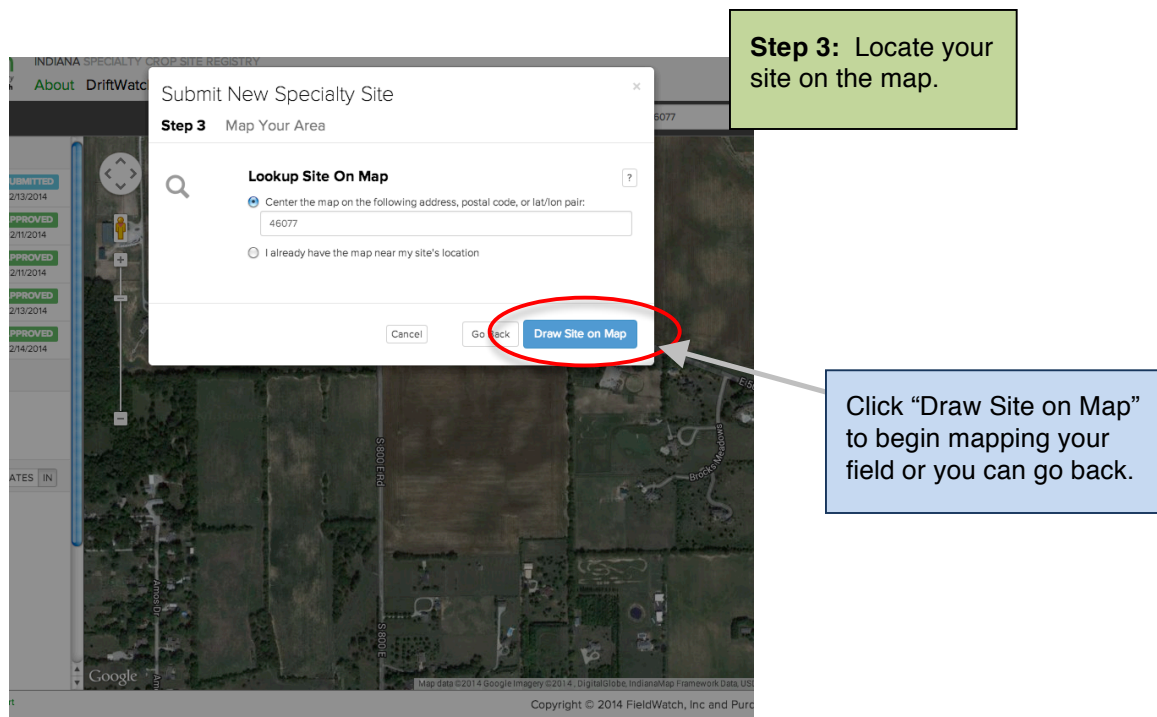 Step 3: Locate your
site on the map.
INDIANA SPECIALTY CROP SITE REGISTRY
About DriftWatc
6077
Submit New Specialty Site
×
Step 3 Map Your Area
Lookup Site On Map
?
Center the map on the following address, postal code, or lat/lon pair:
46077
I already have the map near my site's location
Cancel
Go Back
Draw Site on Map
UBMITTED
2/13/2014
PPROVED
2/11/2014
PPROVED
2/11/2014
PPROVED
2/13/2014
PPROVED
2/14/2014
ATES IN
Click “Draw Site on Map”
to begin mapping your
field or you can go back.
S 800 E Rd
Brocks Meadows
Amos Dr
S 800 E
Google
Map data ©2014 Google Imagery ©2014, DigitalGlobe, IndianaMap Framework Data, USD
Copyright © 2014 FieldWatch, Inc and Purd